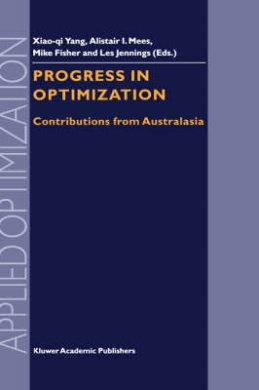 Xiao-qi Yang, Alistair I. Mees,
Mike Fisher and Les Jennings (Eds.)
PROGRESS IN
OPTIMIZATION
Contributions from Australasia
APPLIED OPTIMIZATION
Kluwer Academic Publishers